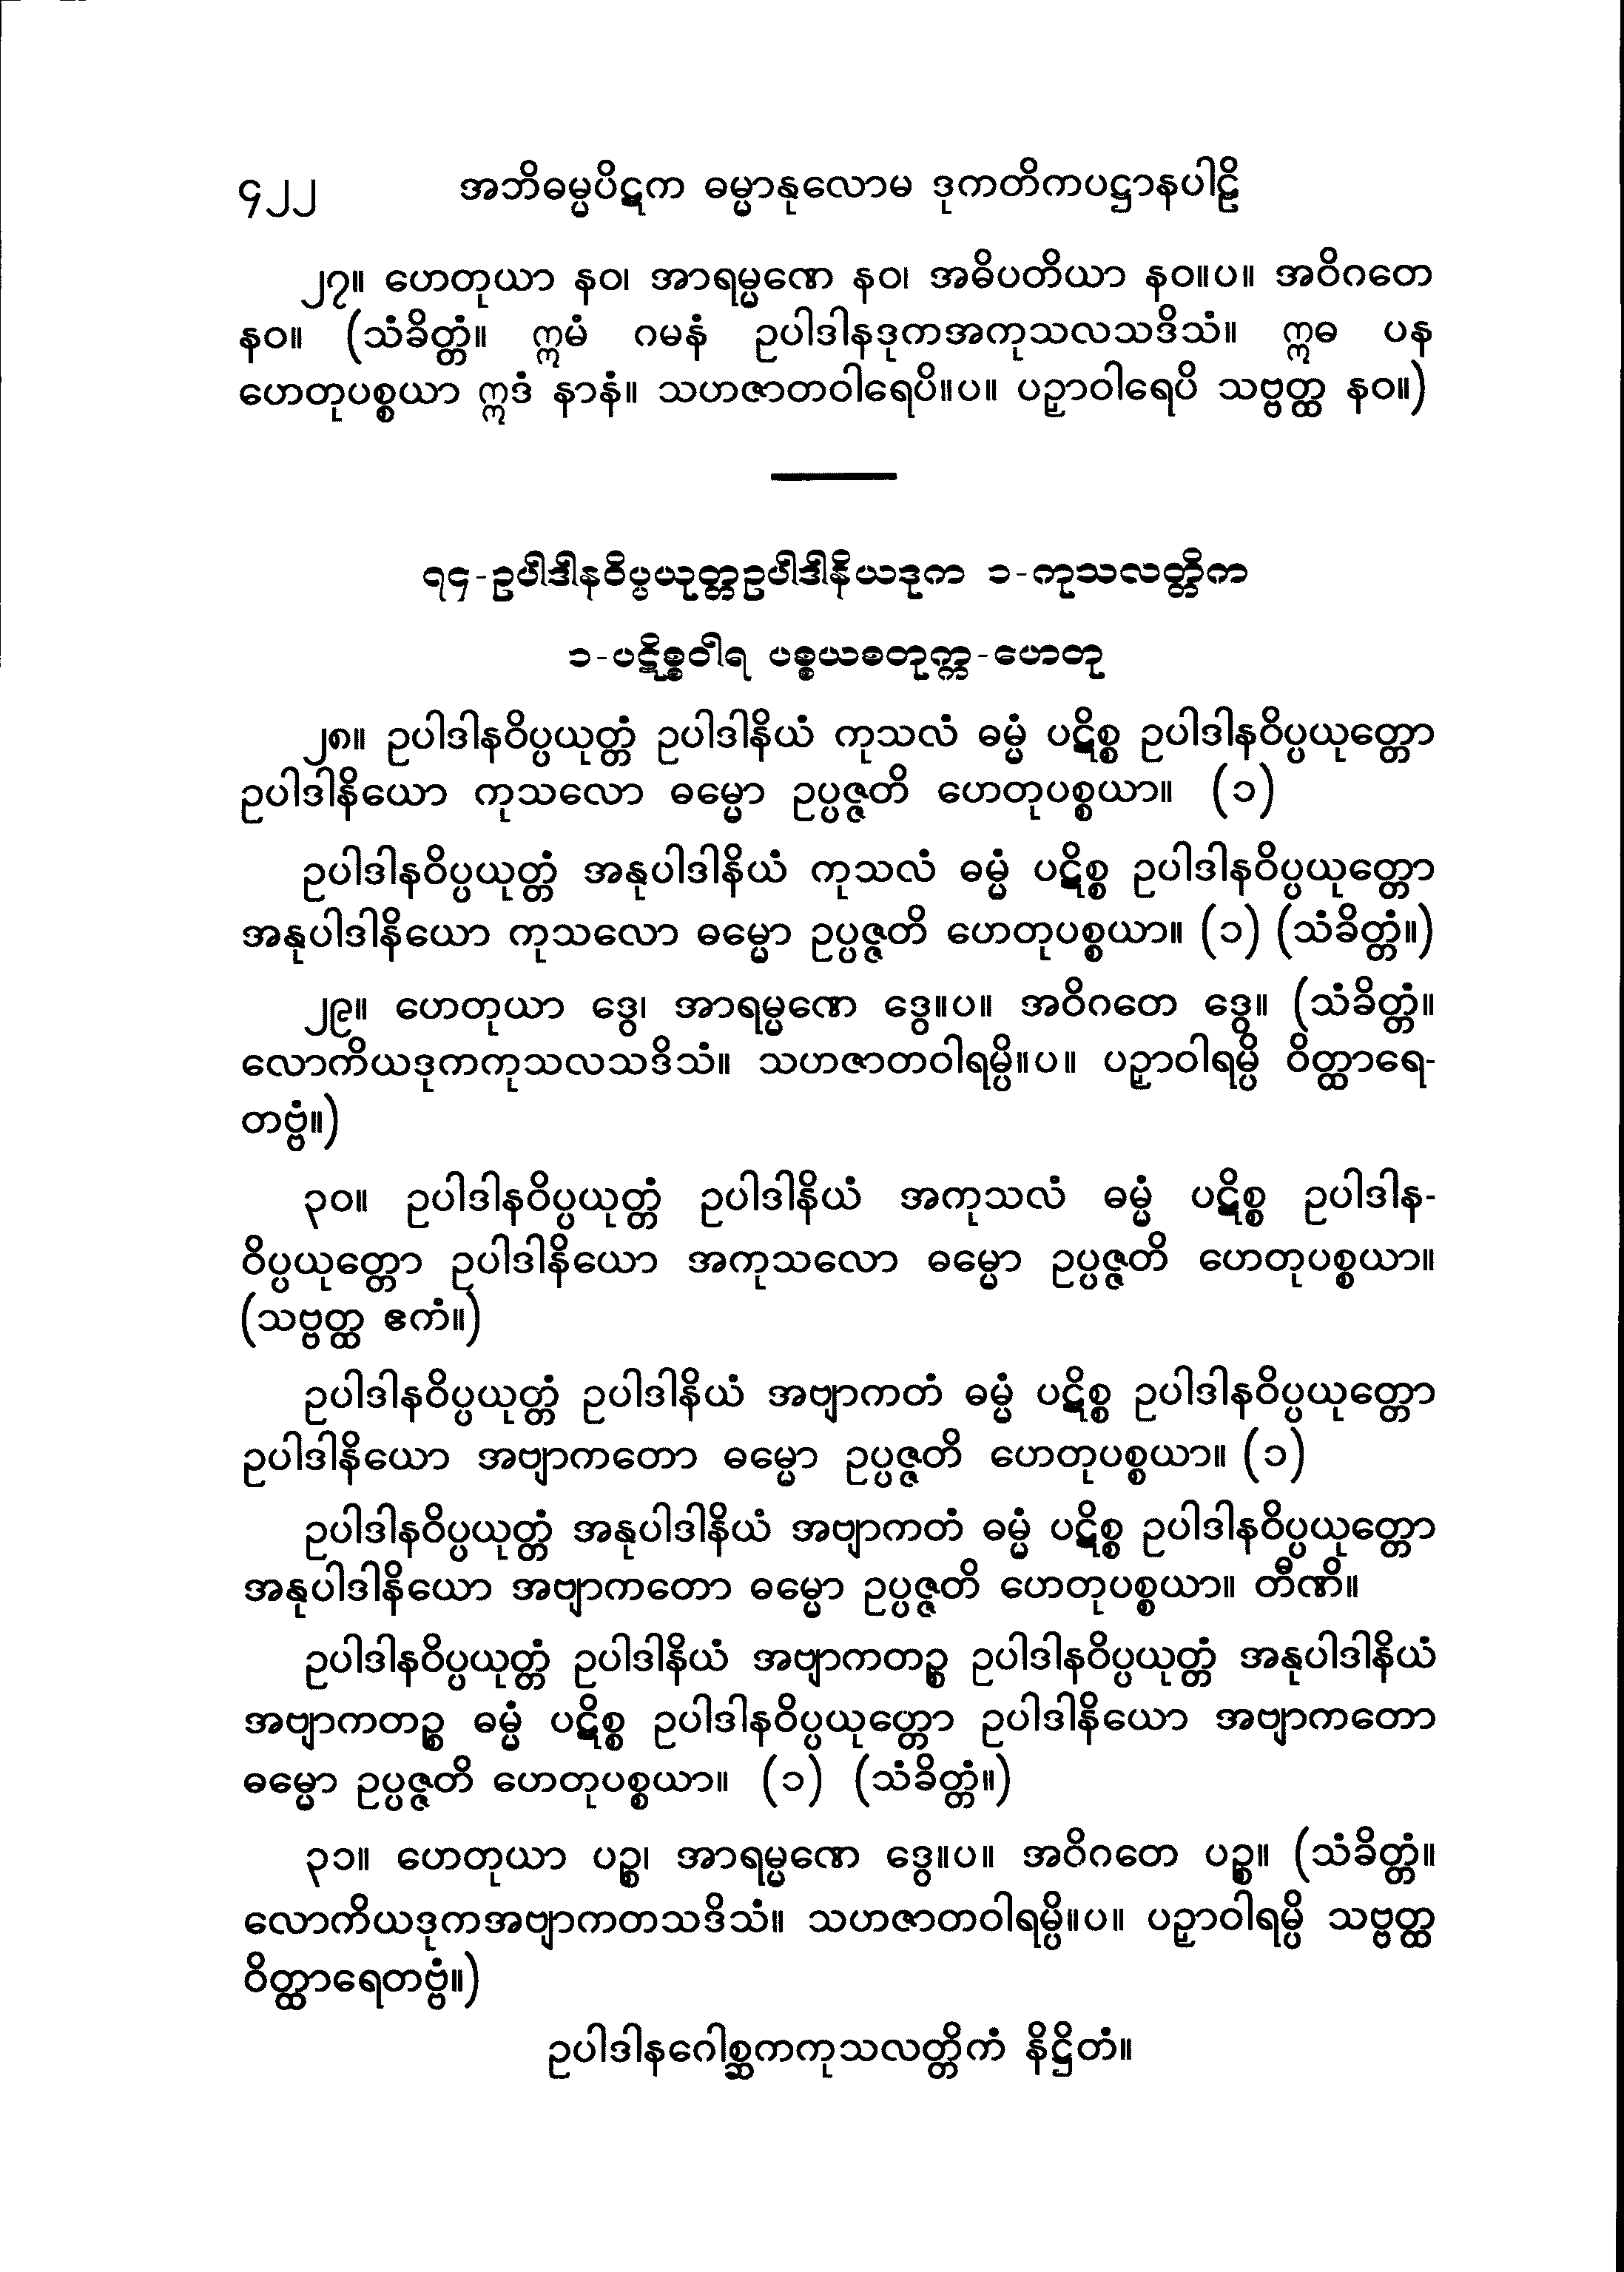 ၄၂၂ အဘိဓမ္မပိဋက ဓမ္မာနုလောမ ဒုကတိကပဋ္ဌာနပါဠိ
၂၇။ ဟေတုယာ နဝ၊ အာရမ္မဏေ နဝ၊ အဓိပတိယာ နဝ။ပ။ အဝိဂတေ
နဝ။ (သံခိတ္တံ။ ဣမံ ဂမနံ ဥပါဒါနဒုကအကုသလသဒိသံ။ ဣဓ ပန
ဟေတုပစ္စယာ ဣဒံ နာနံ။ သဟဇာတဝါရေပိ။ပ။ ပဉှာဝါရေပိ သဗ္ဗတ္ထ နဝ။)
၇၄-ဥပါဒါနဝိပ္ပယုတ္တဥပါဒါနိယဒုက ၁-ကုသလတ္တိက
၁-ပဋိစ္စဝါရ ပစ္စယစတုက္က-ဟေတု
၂၈။ ဥပါဒါနဝိပ္ပယုတ္တံ ဥပါဒါနိယံ ကုသလံ ဓမ္မံ ပဋိစ္စ ဥပါဒါနဝိပ္ပယုတ္တော
ဥပါဒါနိယော ကုသလော ဓမ္မော ဥပ္ပဇ္ဇတိ ဟေတုပစ္စယာ။ (၁)
ဥပါဒါနဝိပ္ပယုတ္တံ အနုပါဒါနိယံ ကုသလံ ဓမ္မံ ပဋိစ္စ ဥပါဒါနဝိပ္ပယုတ္တော
အနုပါဒါနိယော ကုသလော ဓမ္မော ဥပ္ပဇ္ဇတိ ဟေတုပစ္စယာ။ (၁) (သံခိတ္တံ။)
၂၉။ ဟေတုယာ ဒွေ၊ အာရမ္မဏေ ဒွေ။ပ။ အဝိဂတေ ဒွေ။ (သံခိတ္တံ။
လောကိယဒုကကုသလသဒိသံ။ သဟဇာတဝါရမ္ပိ။ပ။ ပဉှာဝါရမ္ပိ ဝိတ္ထာရေ-
တဗ္ဗံ။)
၃၀။ ဥပါဒါနဝိပ္ပယုတ္တံ ဥပါဒါနိယံ အကုသလံ ဓမ္မံ ပဋိစ္စ ဥပါဒါန-
ဝိပ္ပယုတ္တော ဥပါဒါနိယော အကုသလော ဓမ္မော ဥပ္ပဇ္ဇတိ ဟေတုပစ္စယာ။
(သဗ္ဗတ္ထ ဧကံ။)
ဥပါဒါနဝိပ္ပယုတ္တံ ဥပါဒါနိယံ အဗျာကတံ ဓမ္မံ ပဋိစ္စ ဥပါဒါနဝိပ္ပယုတ္တော
ဥပါဒါနိယော အဗျာကတော ဓမ္မော ဥပ္ပဇ္ဇတိ ဟေတုပစ္စယာ။ (၁)
ဥပါဒါနဝိပ္ပယုတ္တံ အနုပါဒါနိယံ အဗျာကတံ ဓမ္မံ ပဋိစ္စ ဥပါဒါနဝိပ္ပယုတ္တော
အနုပါဒါနိယော အဗျာကတော ဓမ္မော ဥပ္ပဇ္ဇတိ ဟေတုပစ္စယာ။ တီဏိ။
ဥပါဒါနဝိပ္ပယုတ္တံ ဥပါဒါနိယံ အဗျာကတဉ္စ ဥပါဒါနဝိပ္ပယုတ္တံ အနုပါဒါနိယံ
အဗျာကတဉ္စ ဓမ္မံ ပဋိစ္စ ဥပါဒါနဝိပ္ပယုတ္တော ဥပါဒါနိယော အဗျာကတော
ဓမ္မော ဥပ္ပဇ္ဇတိ ဟေတုပစ္စယာ။ (၁) (သံခိတ္တံ။)
၃၁။ ဟေတုယာ ပဉ္စ၊ အာရမ္မဏေ ဒွေ။ပ။ အဝိဂတေ ပဉ္စ။ (သံခိတ္တံ။
လောကိယဒုကအဗျာကတသဒိသံ။ သဟဇာတဝါရမ္ပိ။ပ။ ပဉှာဝါရမ္ပိ သဗ္ဗတ္ထ
ဝိတ္ထာရေတဗ္ဗံ။)
ဥပါဒါနဂေါစ္ဆကကုသလတ္တိကံ နိဋ္ဌိတံ။